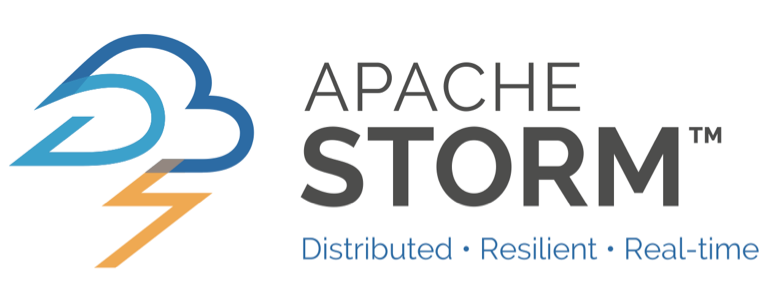 APACHE
STORM™
Distributed • Resilient • Real-time